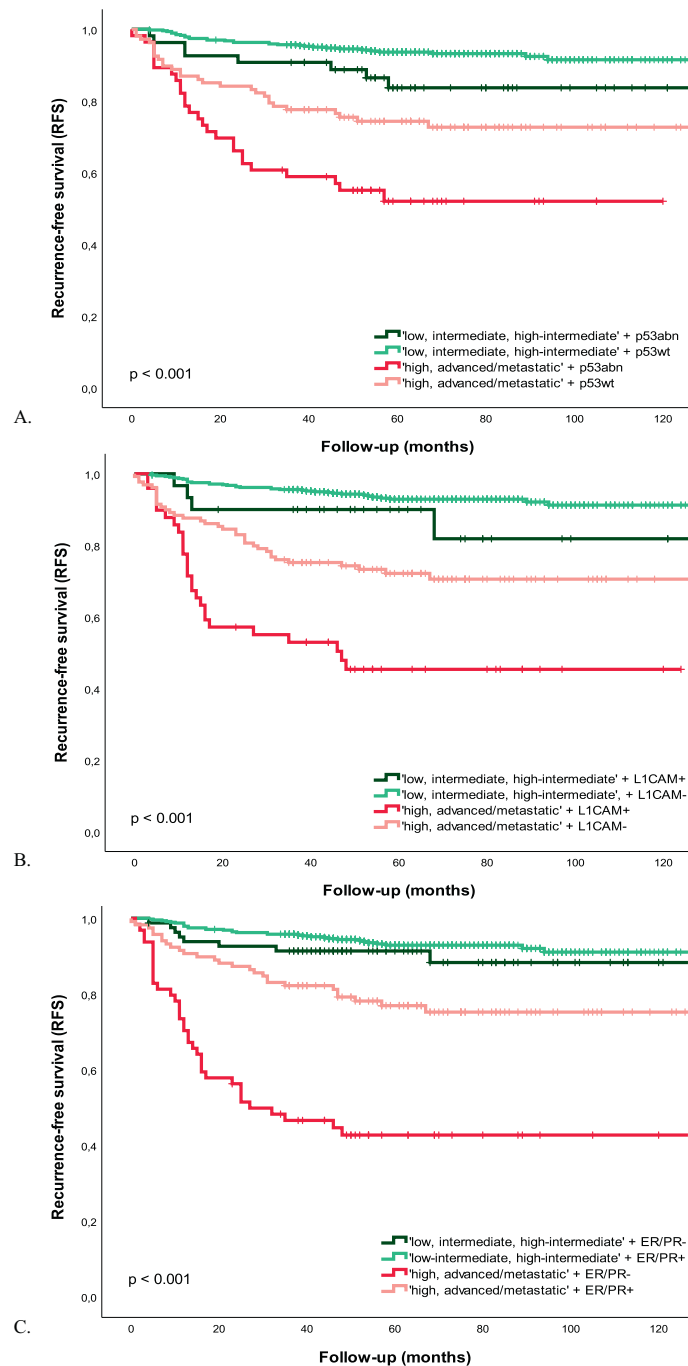 1,0
0,8
0,6
0,4
0,2
0,0
Recurrence-free survival (RFS)
'low, intermediate, high-intermediate' + p53abn
'low, intermediate, high-intermediate' + p53wt
'high, advanced/metastatic' + p53abn
'high, advanced/metastatic' + p53wt
p < 0.001
0 20 40 60 80 100 120
Follow-up (months)
A.
1,0
0,8
0,6
0,4
0,2
0,0
Recurrence-free survival (RFS)
'low, intermediate, high-intermediate' + L1CAM+
'low, intermediate, high-intermediate', + L1CAM-
'high, advanced/metastatic' + L1CAM+
'high, advanced/metastatic' + L1CAM-
p < 0.001
0 20 40 60 80 100 120
Follow-up (months)
B.
1,0
0,8
0,6
0,4
0,2
0,0
Recurrence-free survival (RFS)
'low, intermediate, high-intermediate' + ER/PR-
'low-intermediate, high-intermediate' + ER/PR+
'high, advanced/metastatic' + ER/PR-
'high, advanced/metastatic' + ER/PR+
p < 0.001
0 20 40 60 80 100 120
Follow-up (months)
C.